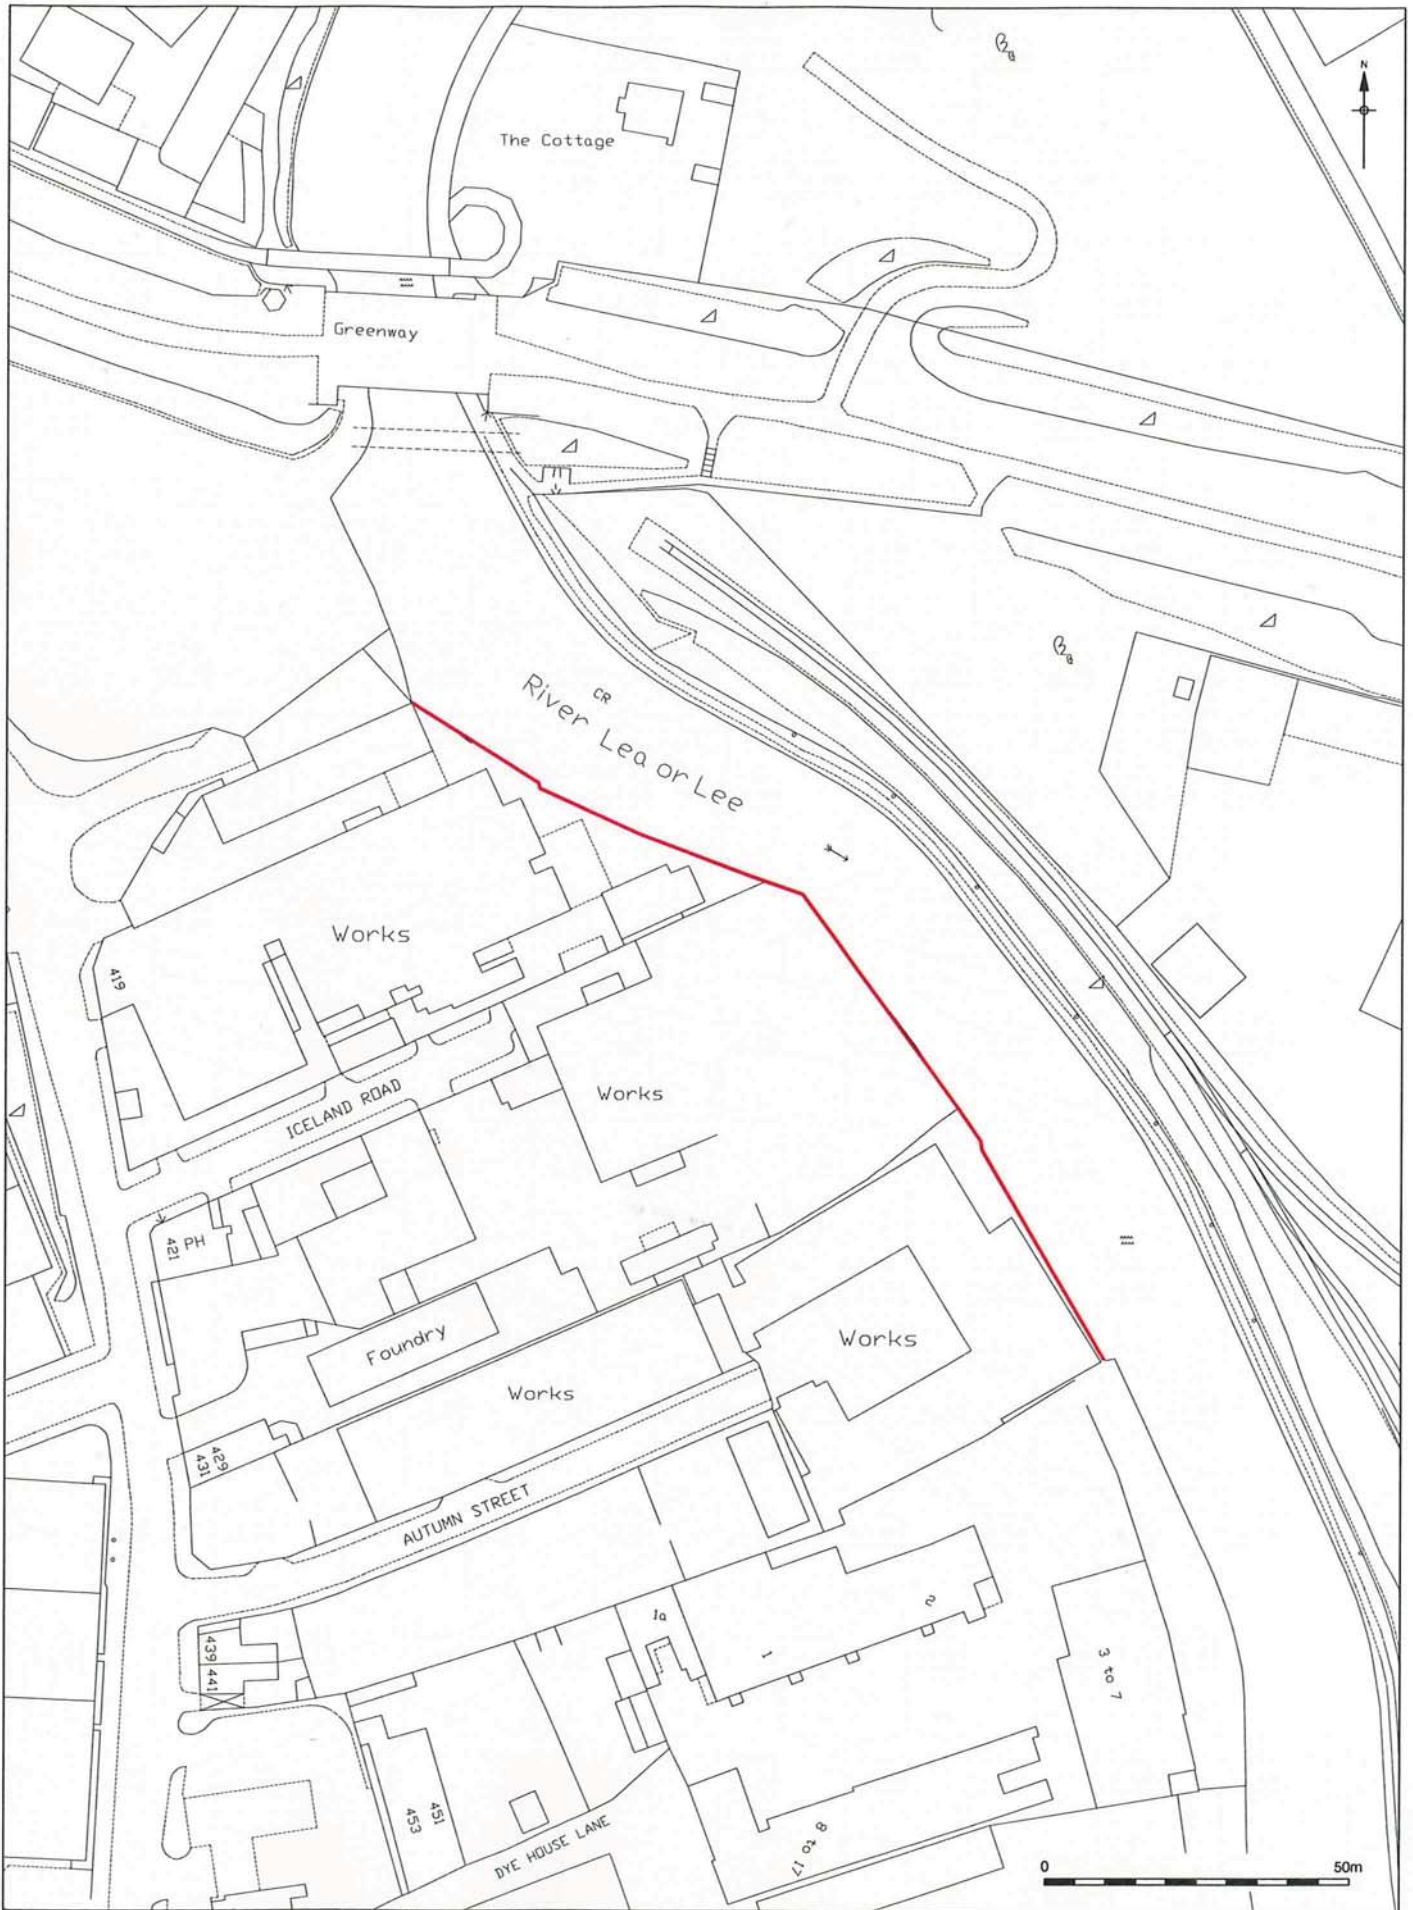 N
The Cottage
Greenway
CR
River Lea or Lee
Works
419
Works
ICELAND ROAD
PH
421
Foundry
Works
Works
429
431
AUTUMN STREET
1a
2
1
439 441
3 to 7
451
453
8 to 17
DYE HOUSE LANE
0
50m